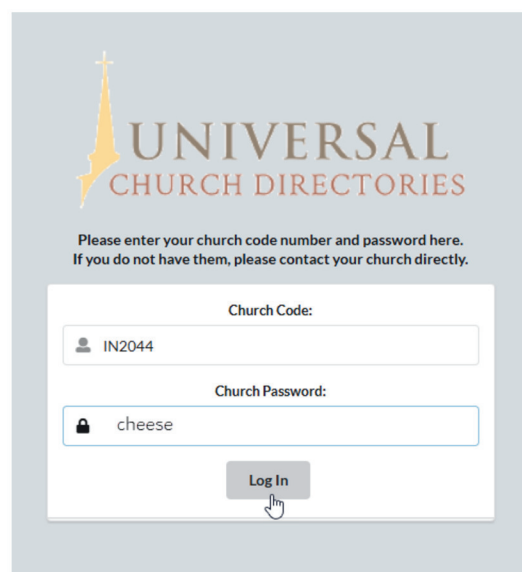 UNIVERSAL
CHURCH DIRECTORIES
Please enter your church code number and password here.
If you do not have them, please contact your church directly.
Church Code:
IN2044
Church Password:
cheese
Log In